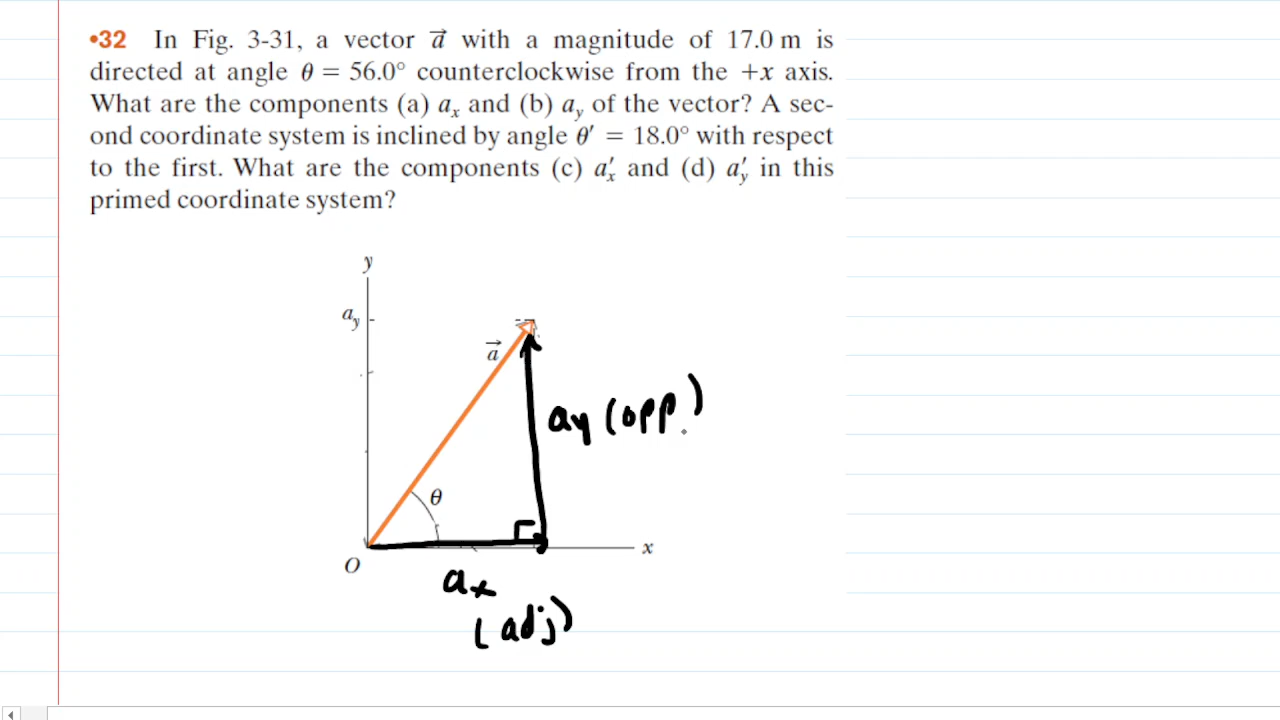 •32 In Fig. 3-31, a vector a⃗ with a magnitude of 17.0 m is
directed at angle θ = 56.0° counterclockwise from the +x axis.
What are the components (a) aₓ and (b) a_y of the vector? A sec-
ond coordinate system is inclined by angle θ′ = 18.0° with respect
to the first. What are the components (c) a′ₓ and (d) a′_y in this
primed coordinate system?
y
a_y
a⃗
ay (opp.)
θ
x
O
ax
(adj)